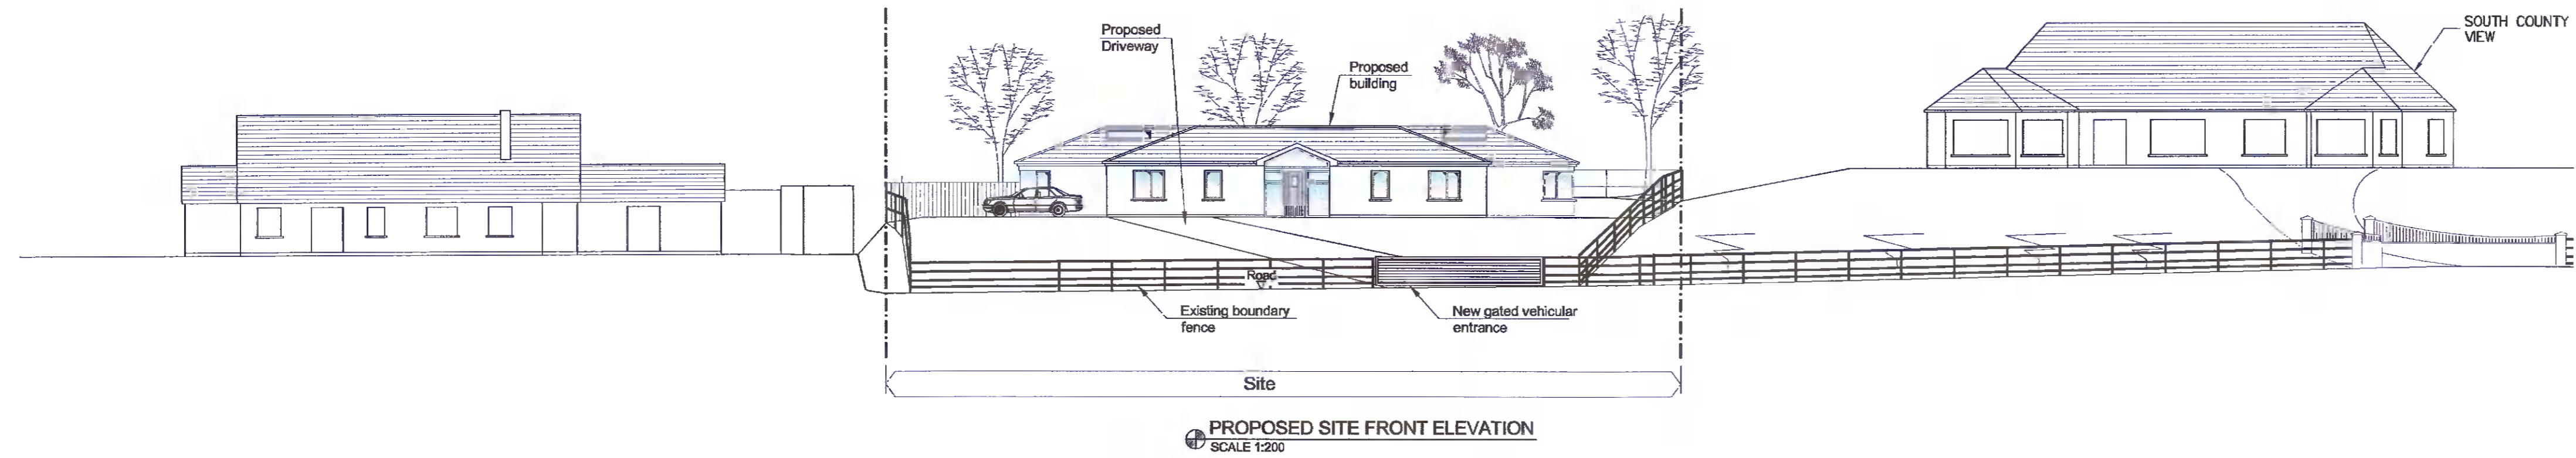 Proposed
Driveway
Proposed
building
SOUTH COUNTY
VIEW
Road
Existing boundary
fence
New gated vehicular
entrance
Site
PROPOSED SITE FRONT ELEVATION
SCALE 1:200